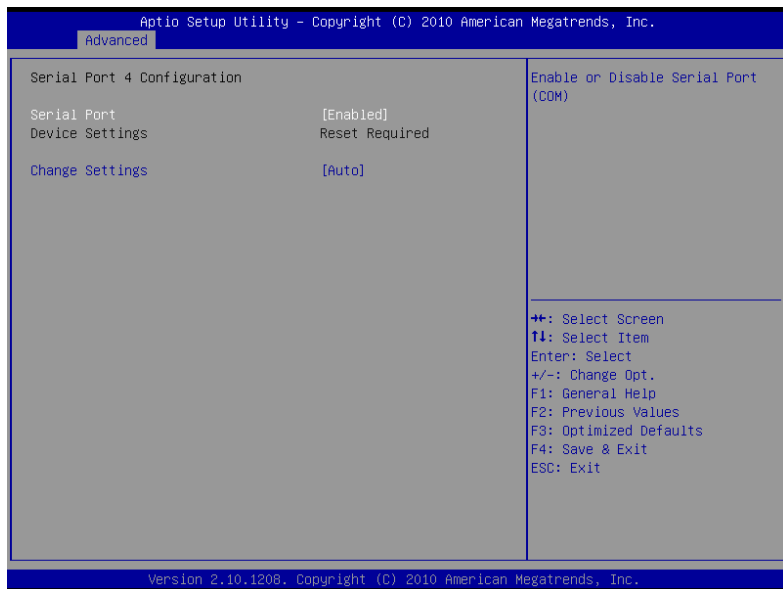 Aptio Setup Utility – Copyright (C) 2010 American Megatrends, Inc.
Advanced
Serial Port 4 Configuration
Serial Port [Enabled]
Device Settings Reset Required
Change Settings [Auto]
Enable or Disable Serial Port
(COM)
→←: Select Screen
↑↓: Select Item
Enter: Select
+/-: Change Opt.
F1: General Help
F2: Previous Values
F3: Optimized Defaults
F4: Save & Exit
ESC: Exit
Version 2.10.1208. Copyright (C) 2010 American Megatrends, Inc.